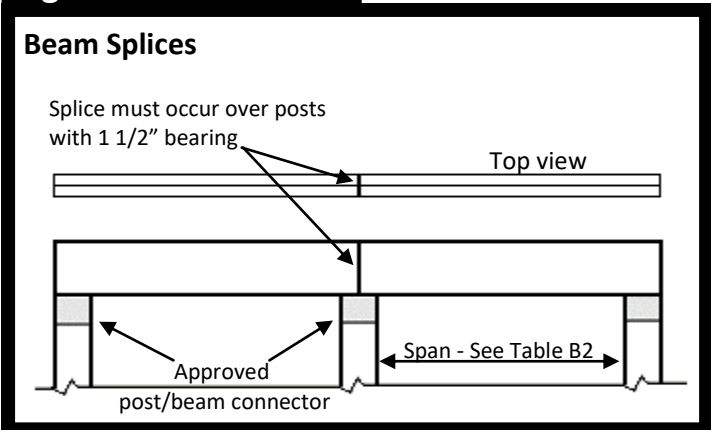 Beam Splices
Splice must occur over posts
with 1 1/2” bearing
Top view
Span - See Table B2
Approved
post/beam connector